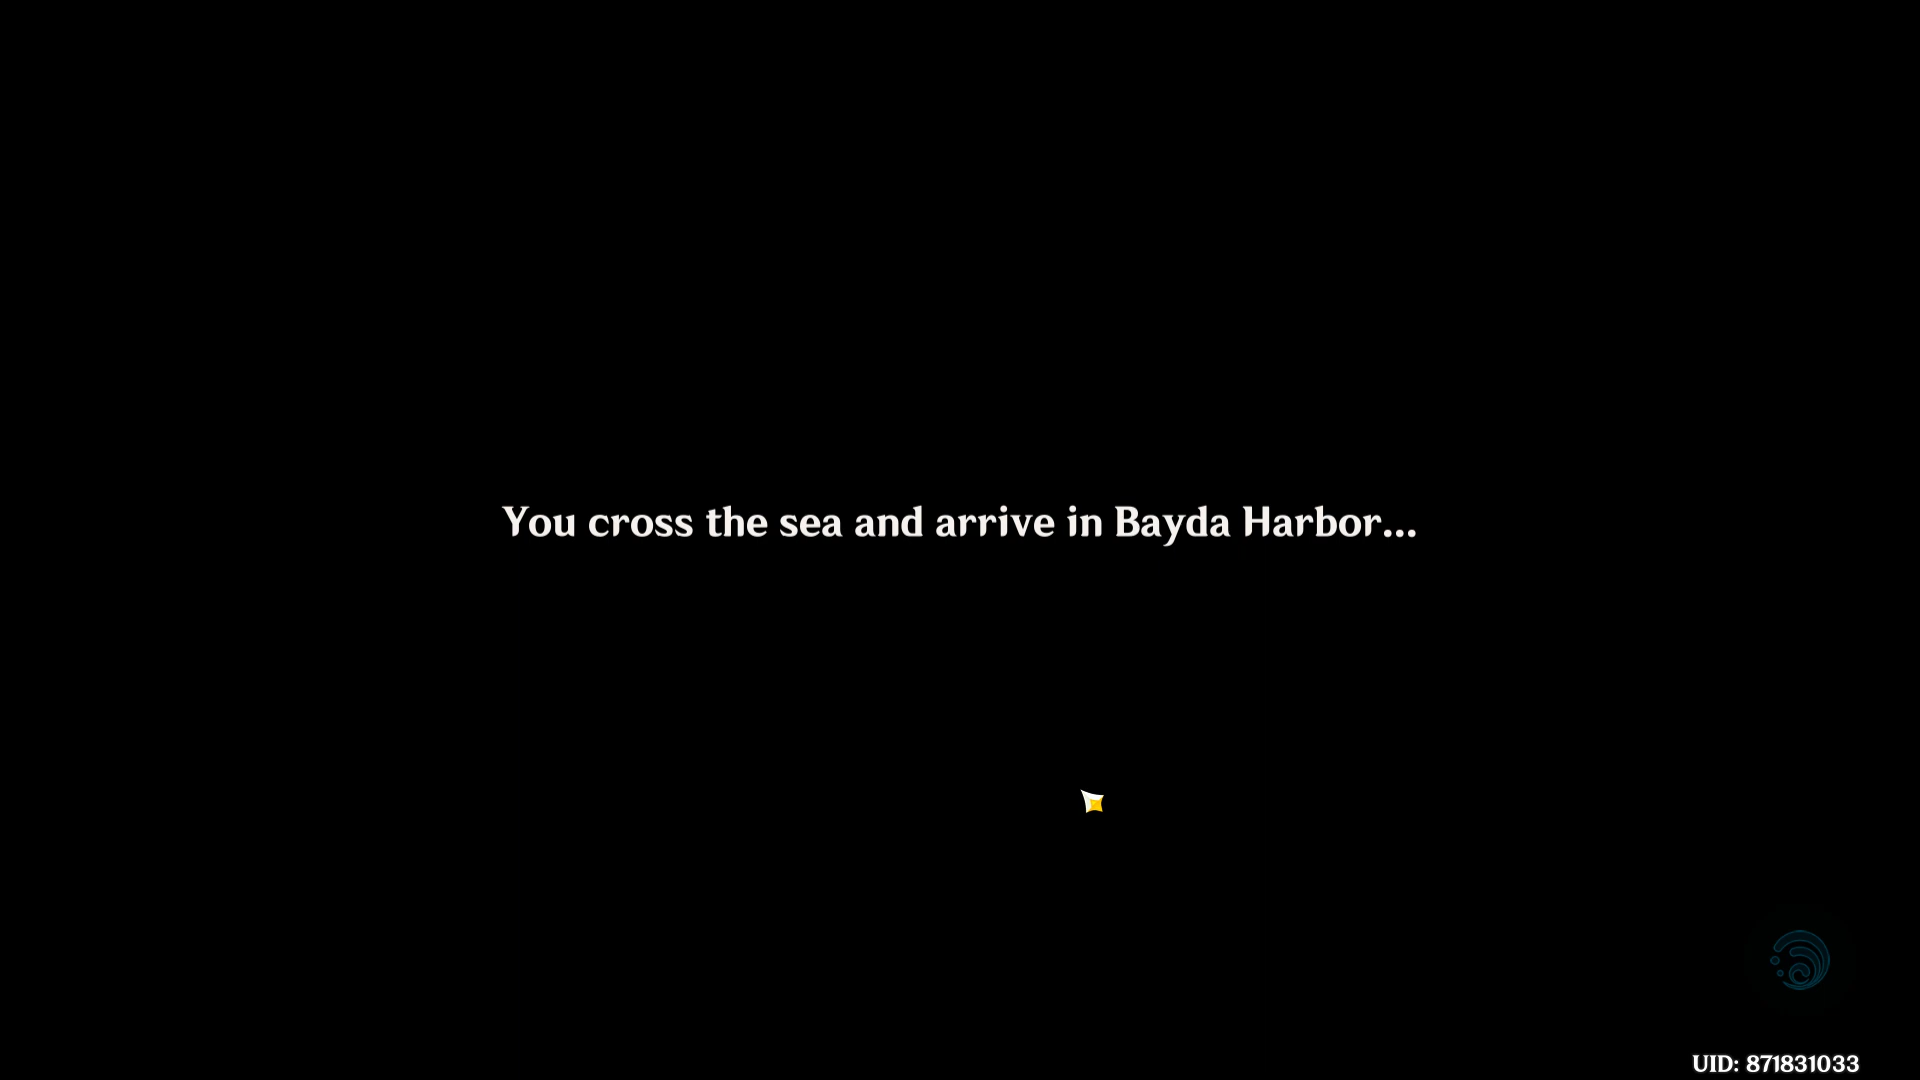 You cross the sea and arrive in Bayda Harbor...
UID: 871831033